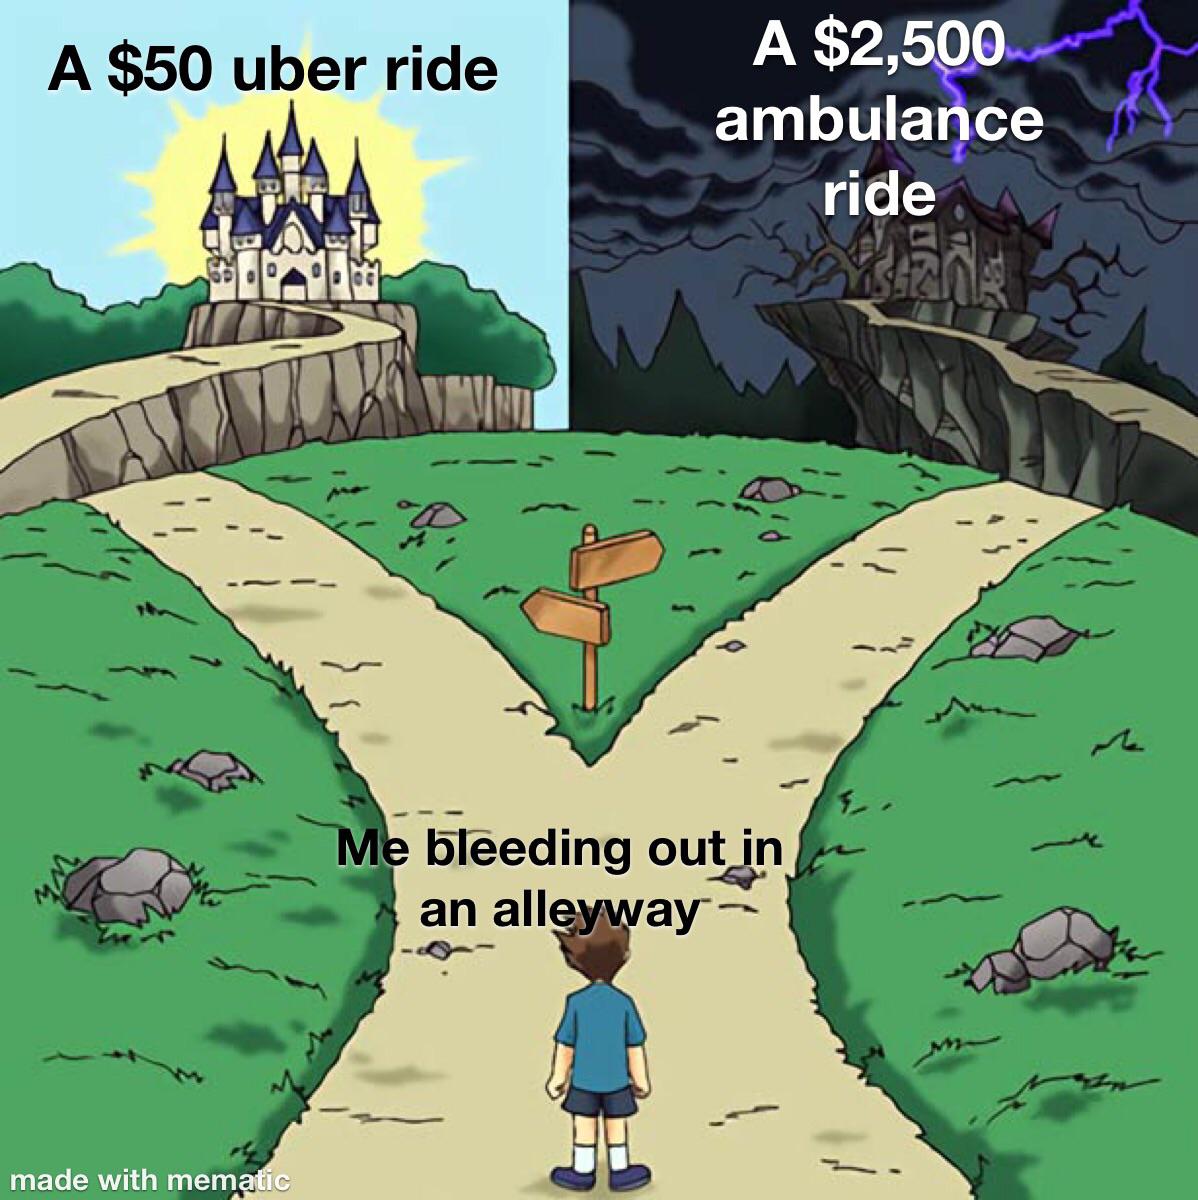 A $50 uber ride
A $2,500
ambulance
ride
Me bleeding out in
an alleyway
made with mematic